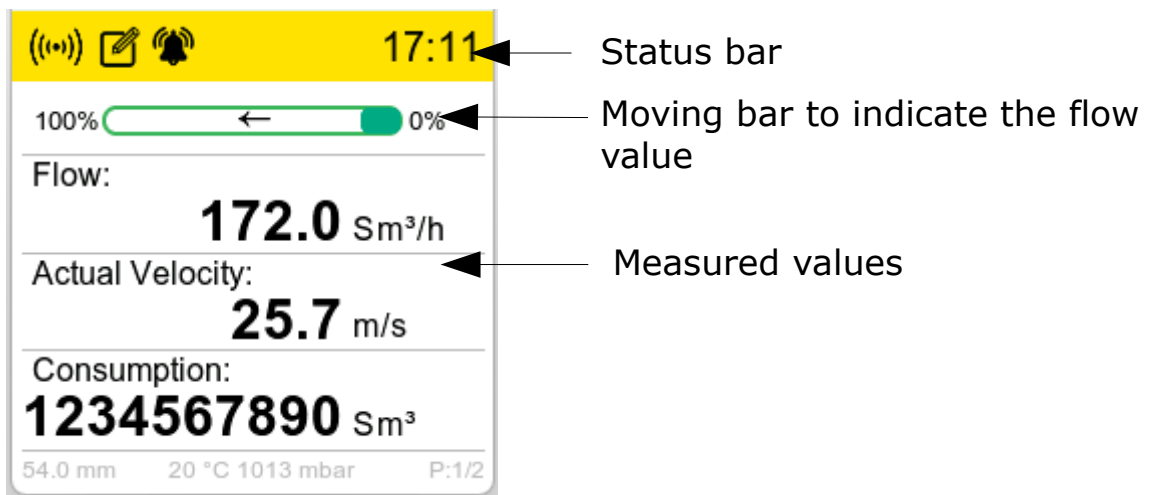 17:11
Status bar
100% ← 0%
Moving bar to indicate the flow
value
Flow:
172.0 Sm³/h
Actual Velocity:
Measured values
25.7 m/s
Consumption:
1234567890 Sm³
54.0 mm 20 °C 1013 mbar P:1/2